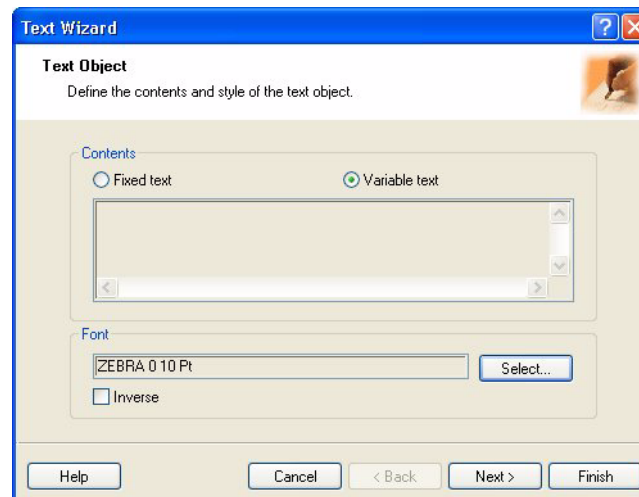 Text Wizard
Text Object
Define the contents and style of the text object.
Contents
Fixed text Variable text
Font
ZEBRA 0 10 Pt Select...
Inverse
Help Cancel < Back Next > Finish